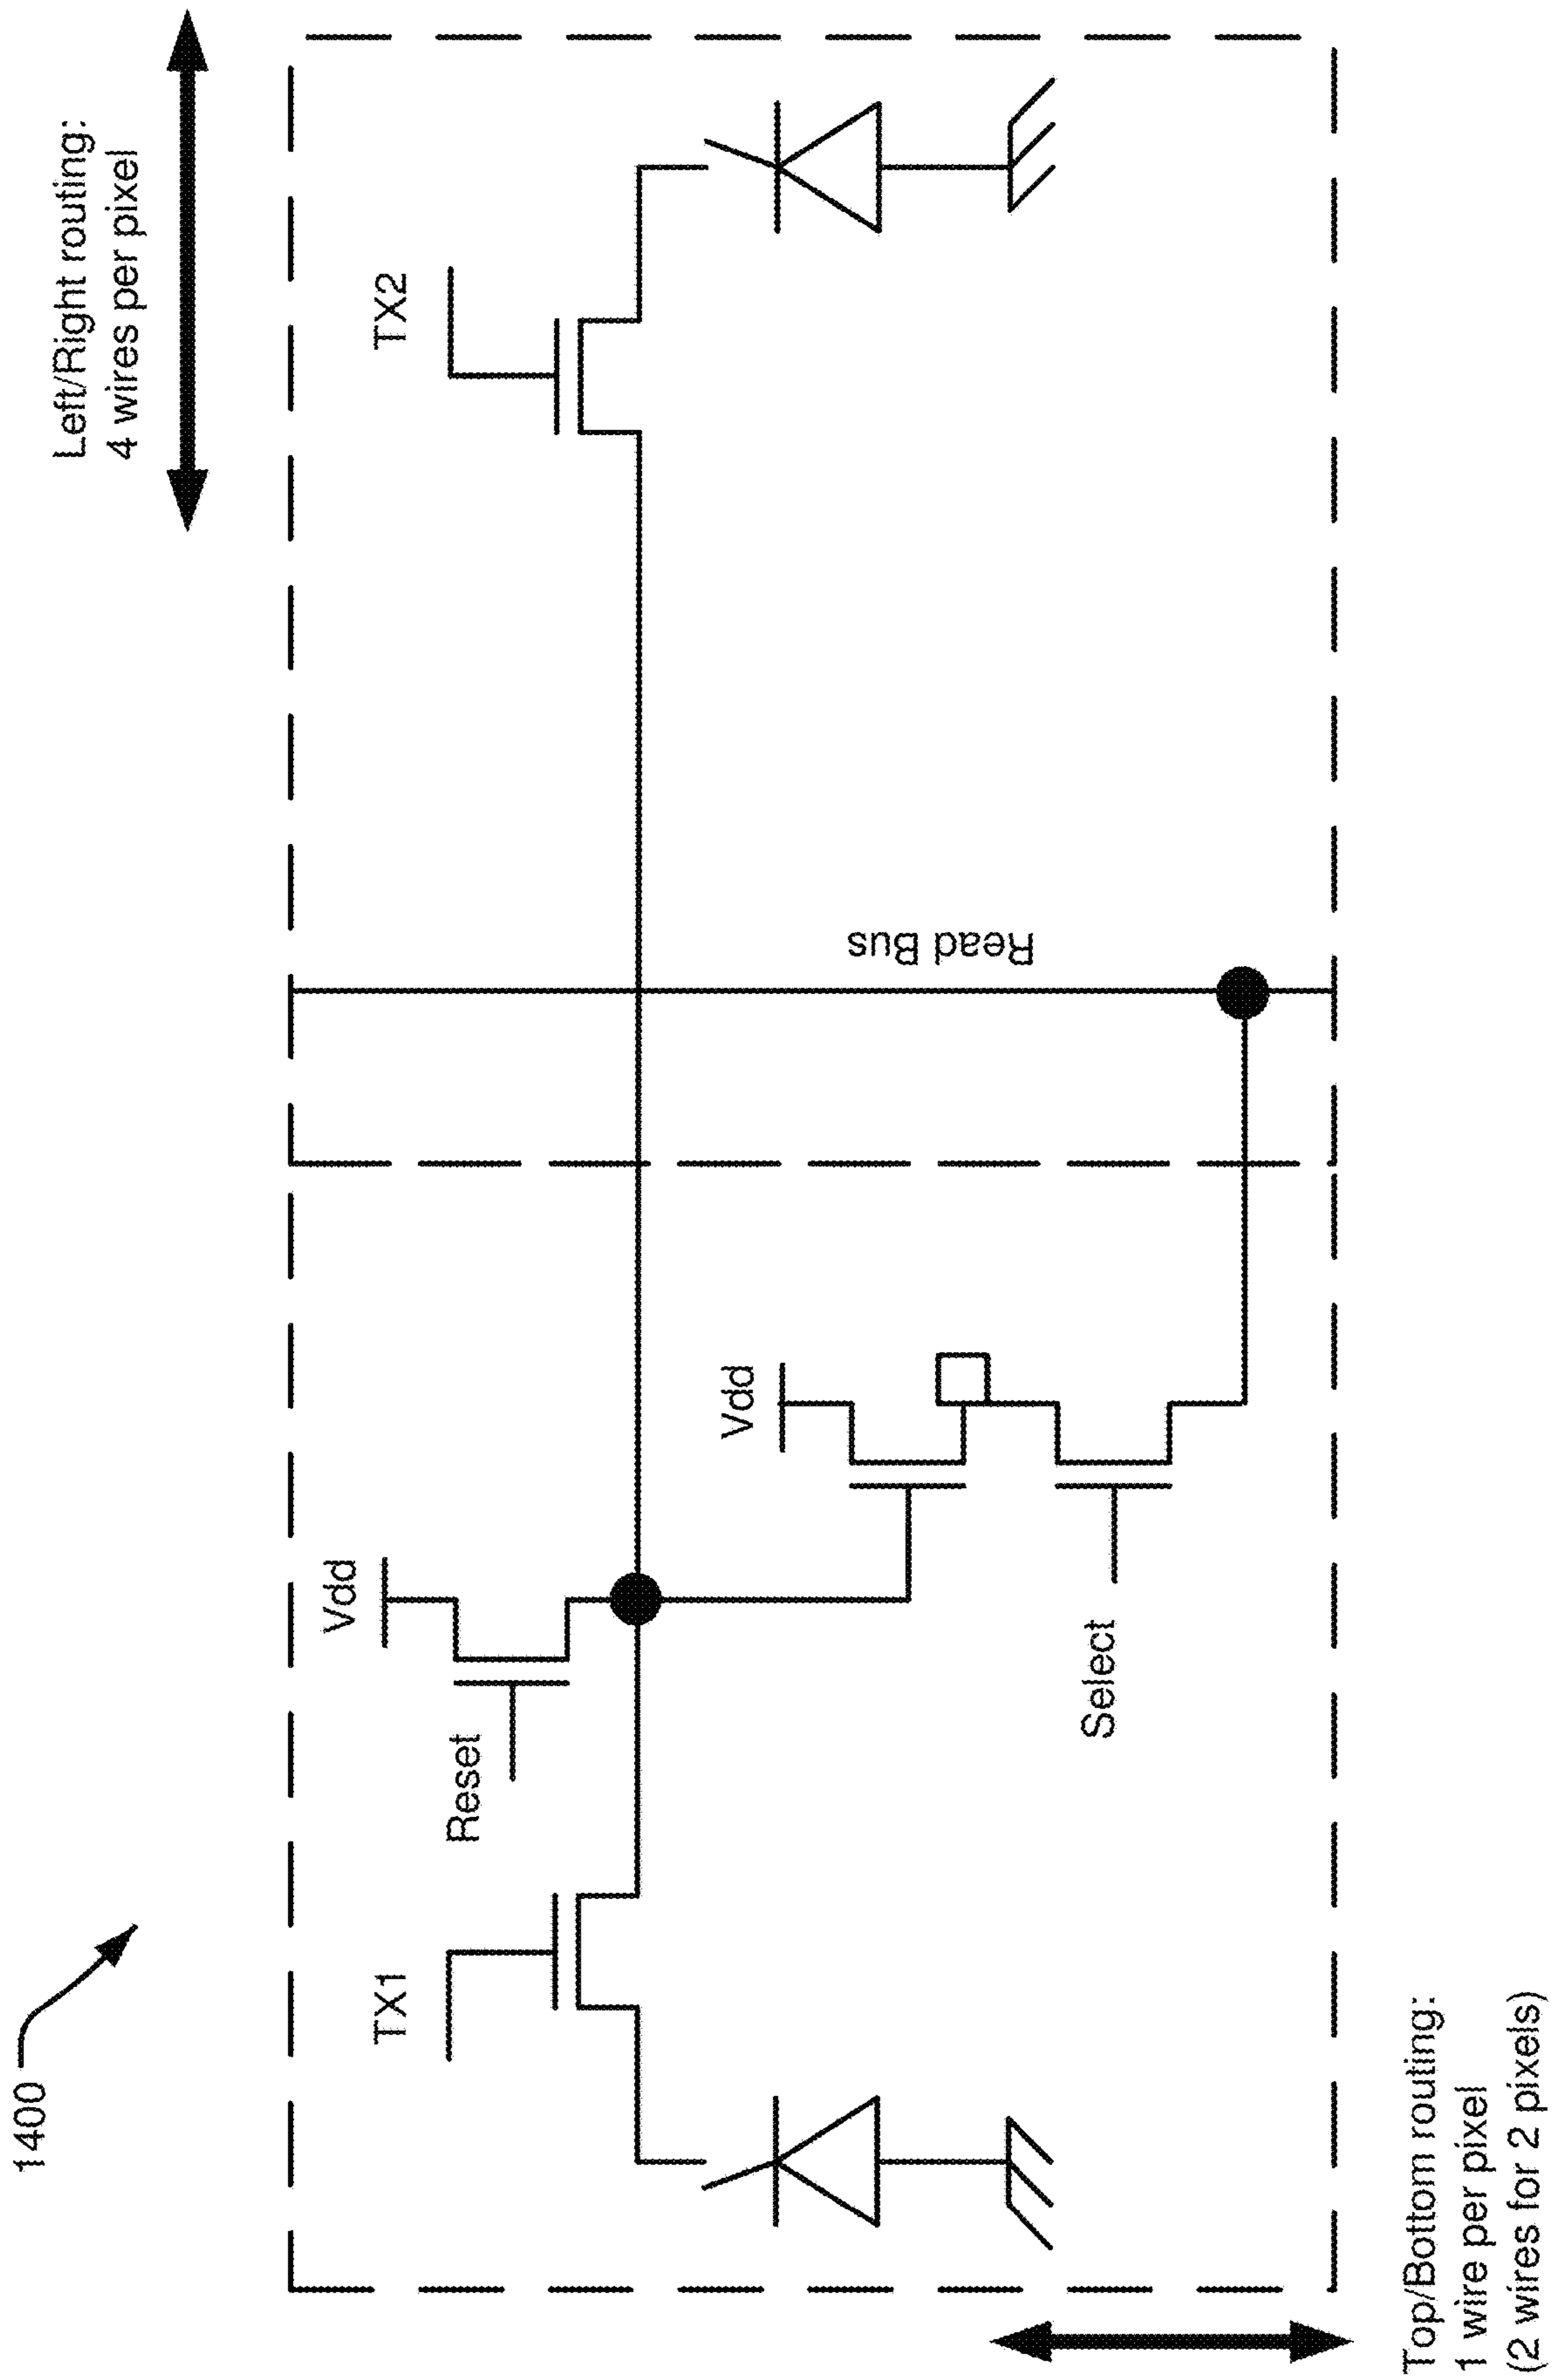 1400
Left/Right routing:
4 wires per pixel
TX1
Reset
Vdd
TX2
Vdd
Read Bus
Select
Top/Bottom routing:
1 wire per pixel
(2 wires for 2 pixels)